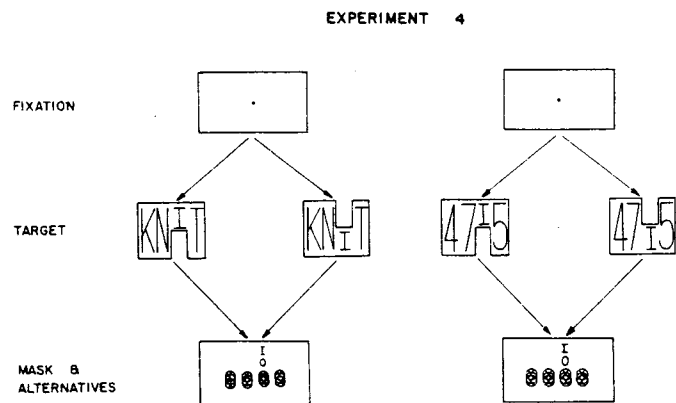 EXPERIMENT 4
FIXATION
TARGET
KNIT KNIT 47I5 47I5
MASK &
ALTERNATIVES
I I
O O